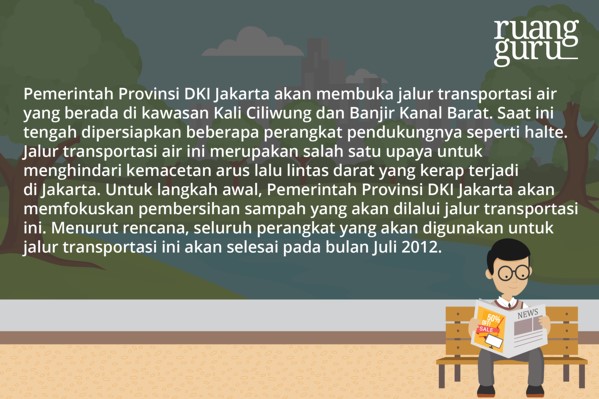 ruang
guru
Pemerintah Provinsi DKI Jakarta akan membuka jalur transportasi air
yang berada di kawasan Kali Ciliwung dan Banjir Kanal Barat. Saat ini
tengah dipersiapkan beberapa perangkat pendukungnya seperti halte.
Jalur transportasi air ini merupakan salah satu upaya untuk
menghindari kemacetan arus lalu lintas darat yang kerap terjadi
di Jakarta. Untuk langkah awal, Pemerintah Provinsi DKI Jakarta akan
memfokuskan pembersihan sampah yang akan dilalui jalur transportasi
ini. Menurut rencana, seluruh perangkat yang akan digunakan untuk
jalur transportasi ini akan selesai pada bulan Juli 2012.
NEWS
SALE